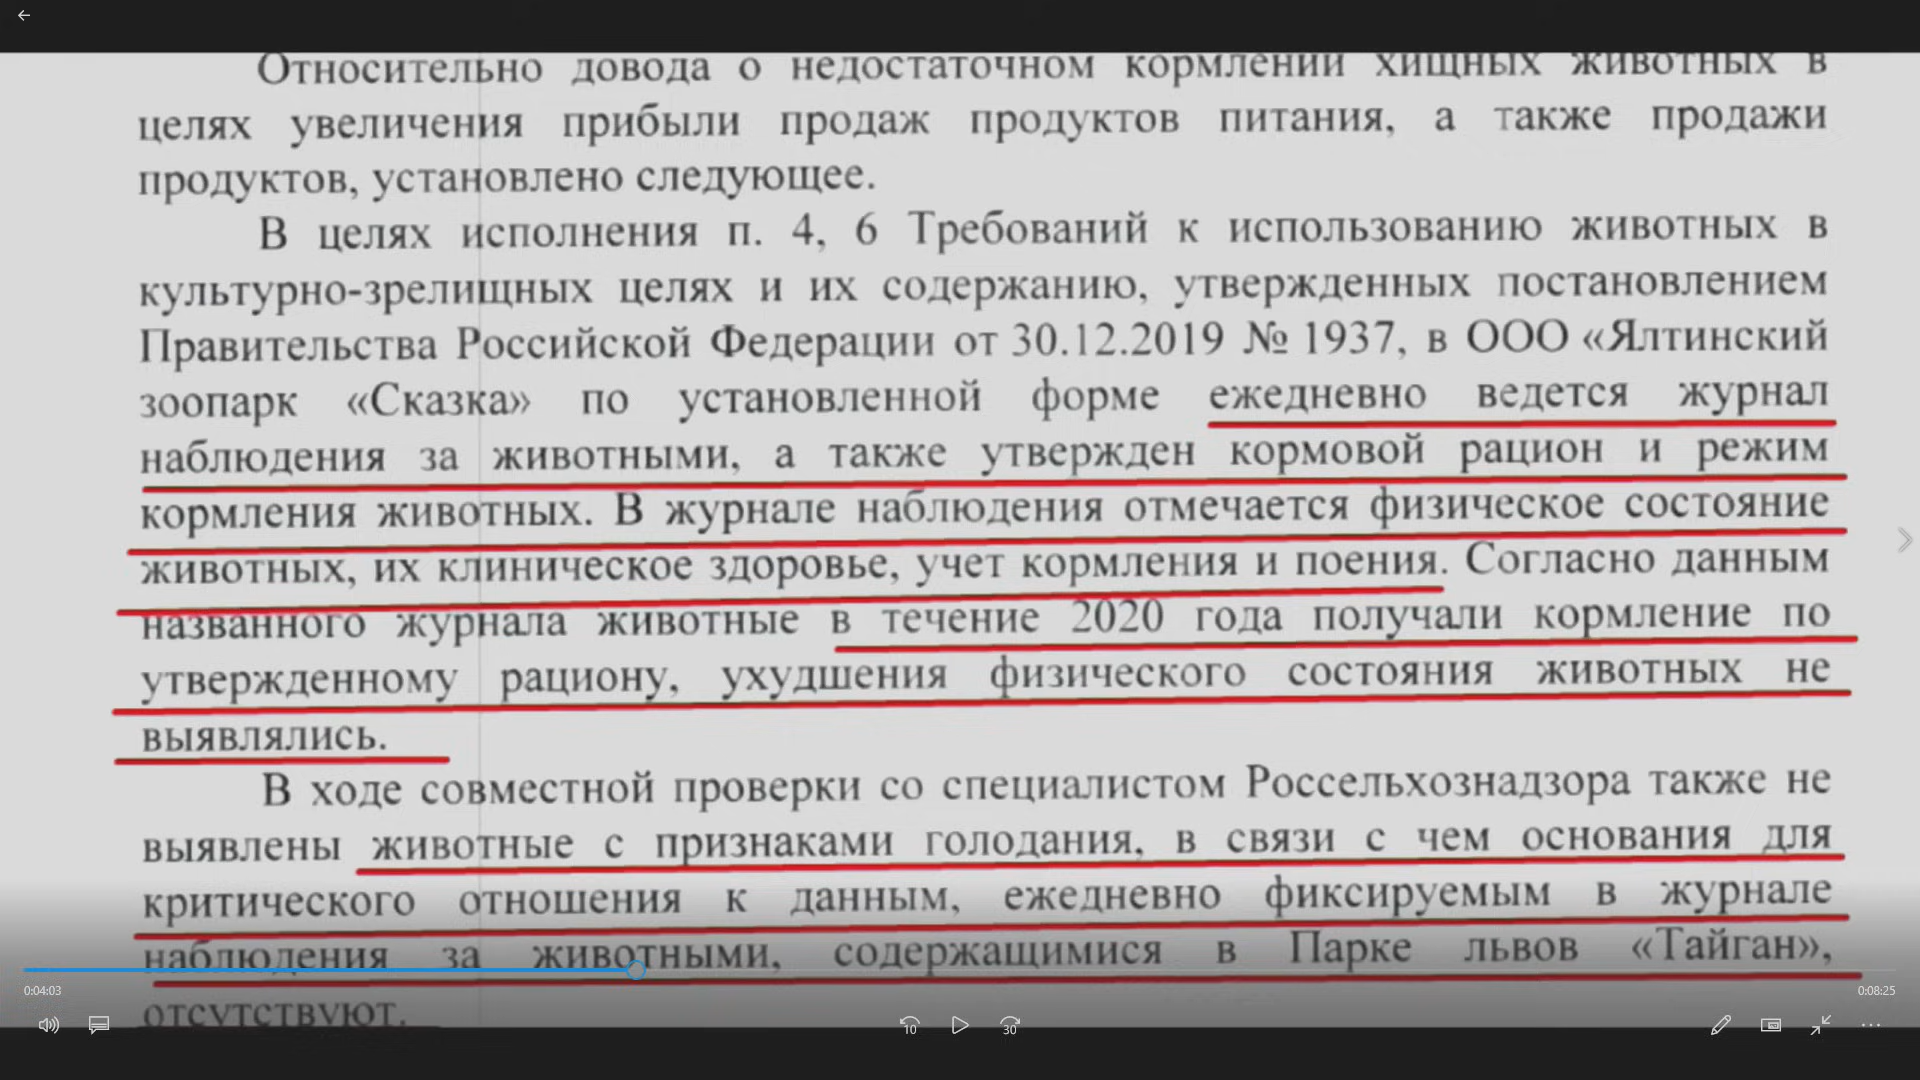 Относительно довода о недостаточном кормлении хищных животных в
целях увеличения прибыли продаж продуктов питания, а также продажи
продуктов, установлено следующее.
В целях исполнения п. 4, 6 Требований к использованию животных в
культурно-зрелищных целях и их содержанию, утвержденных постановлением
Правительства Российской Федерации от 30.12.2019 № 1937, в ООО «Ялтинский
зоопарк «Сказка» по установленной форме ежедневно ведется журнал
наблюдения за животными, а также утвержден кормовой рацион и режим
кормления животных. В журнале наблюдения отмечается физическое состояние
животных, их клиническое здоровье, учет кормления и поения. Согласно данным
названного журнала животные в течение 2020 года получали кормление по
утвержденному рациону, ухудшения физического состояния животных не
выявлялись.
В ходе совместной проверки со специалистом Россельхознадзора также не
выявлены животные с признаками голодания, в связи с чем основания для
критического отношения к данным, ежедневно фиксируемым в журнале
наблюдения за животными, содержащимися в Парке львов «Тайган»,
отсутствуют.
0:04:03
0:08:25
10
30